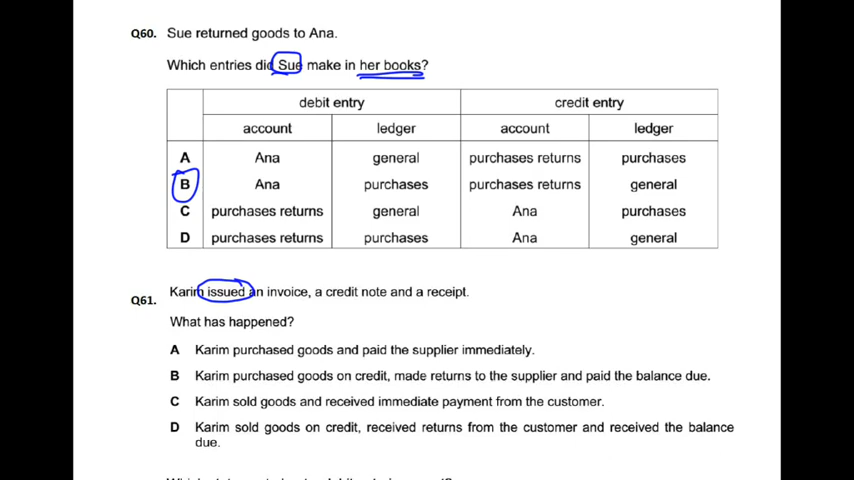 Q60. Sue returned goods to Ana.
Which entries did Sue make in her books?
debit entry credit entry
account ledger account ledger
A Ana general purchases returns purchases
B Ana purchases purchases returns general
C purchases returns general Ana purchases
D purchases returns purchases Ana general
Q61. Karim issued an invoice, a credit note and a receipt.
What has happened?
A Karim purchased goods and paid the supplier immediately.
B Karim purchased goods on credit, made returns to the supplier and paid the balance due.
C Karim sold goods and received immediate payment from the customer.
D Karim sold goods on credit, received returns from the customer and received the balance
due.